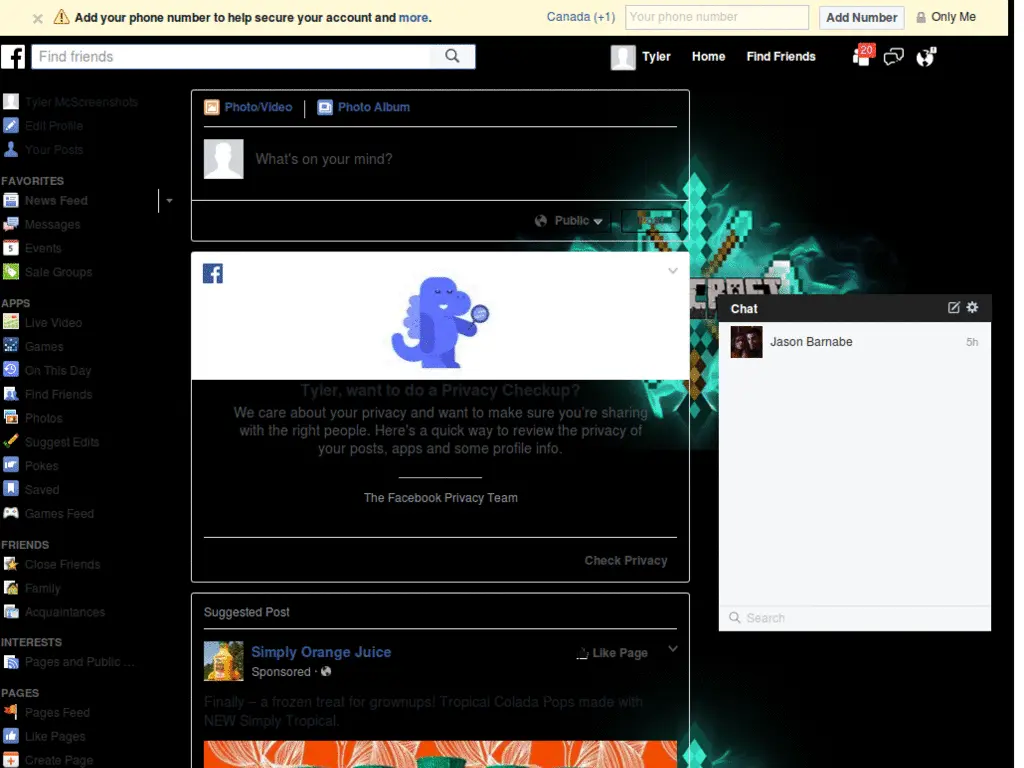 Add your phone number to help secure your account and more.
Canada (+1)
Your phone number
Add Number
Only Me
Find friends
Tyler
Home
Find Friends
20
Tyler McScreenshots
Edit Profile
Your Posts
FAVORITES
News Feed
Messages
Events
Sale Groups
APPS
Live Video
Games
On This Day
Find Friends
Photos
Suggest Edits
Pokes
Saved
Games Feed
FRIENDS
Close Friends
Family
Acquaintances
INTERESTS
Pages and Public ...
PAGES
Pages Feed
Like Pages
Create Page
Photo/Video
Photo Album
What's on your mind?
Public
Tyler, want to do a Privacy Checkup?
We care about your privacy and want to make sure you're sharing
with the right people. Here's a quick way to review the privacy of
your posts, apps and some profile info.
The Facebook Privacy Team
Check Privacy
Suggested Post
Simply Orange Juice
Sponsored ·
Like Page
Finally – a frozen treat for grownups! Tropical Colada Pops made with
NEW Simply Tropical.
Chat
Jason Barnabe
5h
Search